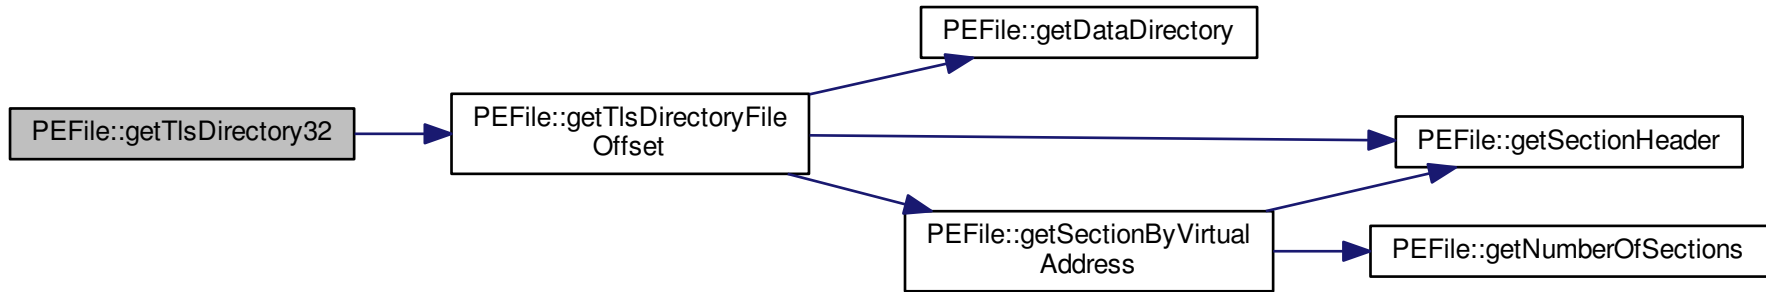 PEFile::getTlsDirectory32
PEFile::getTlsDirectoryFile
Offset
PEFile::getDataDirectory
PEFile::getSectionHeader
PEFile::getSectionByVirtual
Address
PEFile::getNumberOfSections